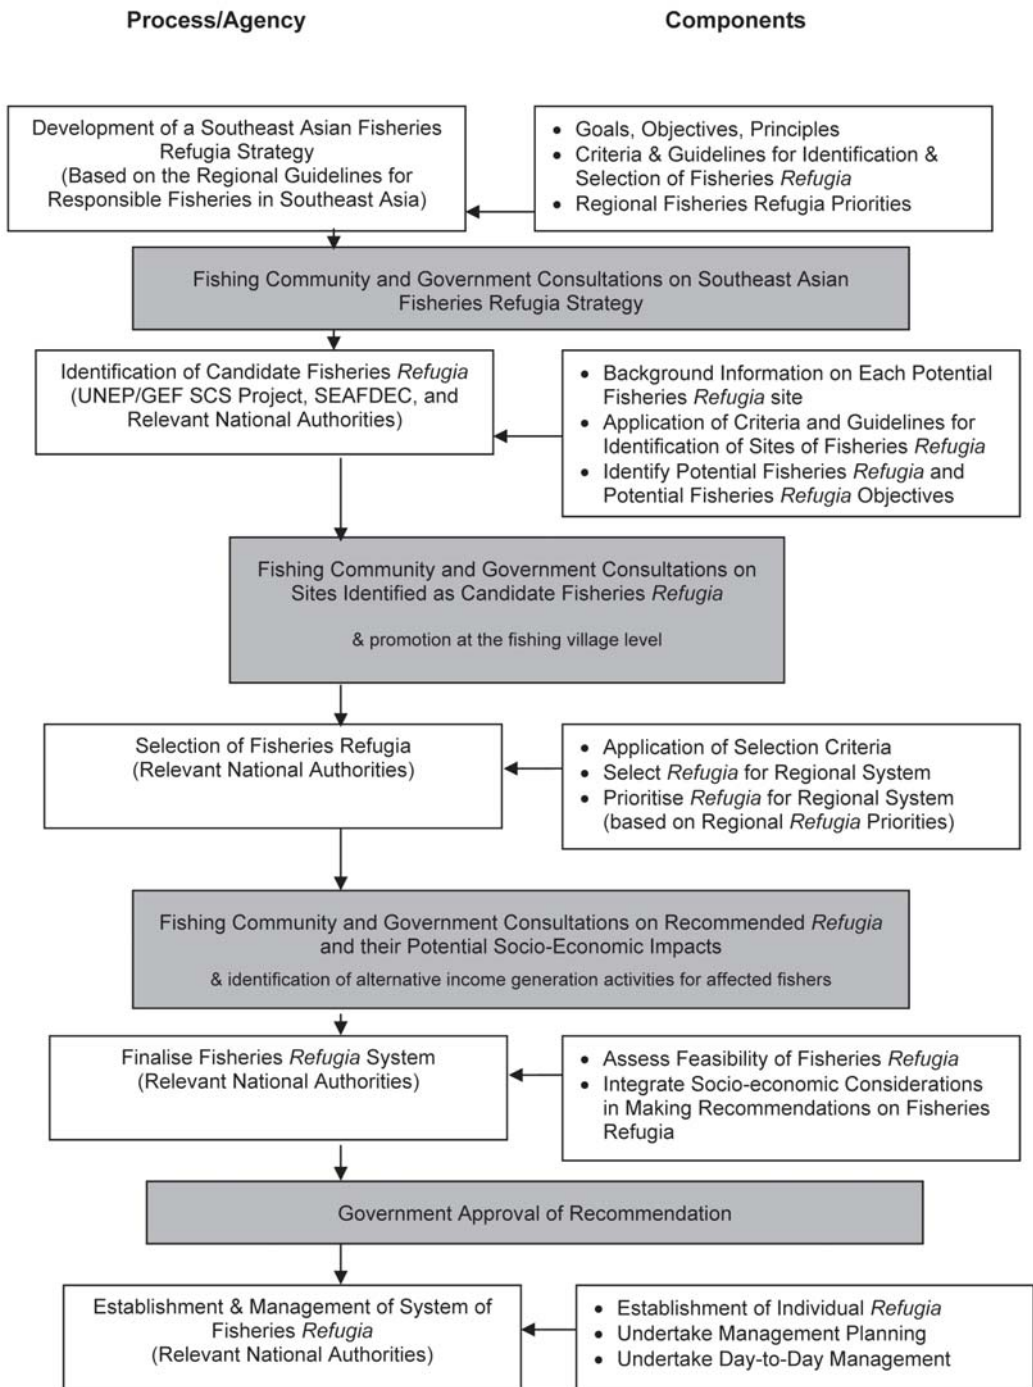 Process/Agency
Components
Development of a Southeast Asian Fisheries
Refugia Strategy
(Based on the Regional Guidelines for
Responsible Fisheries in Southeast Asia)
• Goals, Objectives, Principles
• Criteria & Guidelines for Identification &
Selection of Fisheries Refugia
• Regional Fisheries Refugia Priorities
Fishing Community and Government Consultations on Southeast Asian
Fisheries Refugia Strategy
Identification of Candidate Fisheries Refugia
(UNEP/GEF SCS Project, SEAFDEC, and
Relevant National Authorities)
• Background Information on Each Potential
Fisheries Refugia site
• Application of Criteria and Guidelines for
Identification of Sites of Fisheries Refugia
• Identify Potential Fisheries Refugia and
Potential Fisheries Refugia Objectives
Fishing Community and Government Consultations on
Sites Identified as Candidate Fisheries Refugia
& promotion at the fishing village level
Selection of Fisheries Refugia
(Relevant National Authorities)
• Application of Selection Criteria
• Select Refugia for Regional System
• Prioritise Refugia for Regional System
(based on Regional Refugia Priorities)
Fishing Community and Government Consultations on Recommended Refugia
and their Potential Socio-Economic Impacts
& identification of alternative income generation activities for affected fishers
Finalise Fisheries Refugia System
(Relevant National Authorities)
• Assess Feasibility of Fisheries Refugia
• Integrate Socio-economic Considerations
in Making Recommendations on Fisheries
Refugia
Government Approval of Recommendation
Establishment & Management of System of
Fisheries Refugia
(Relevant National Authorities)
• Establishment of Individual Refugia
• Undertake Management Planning
• Undertake Day-to-Day Management